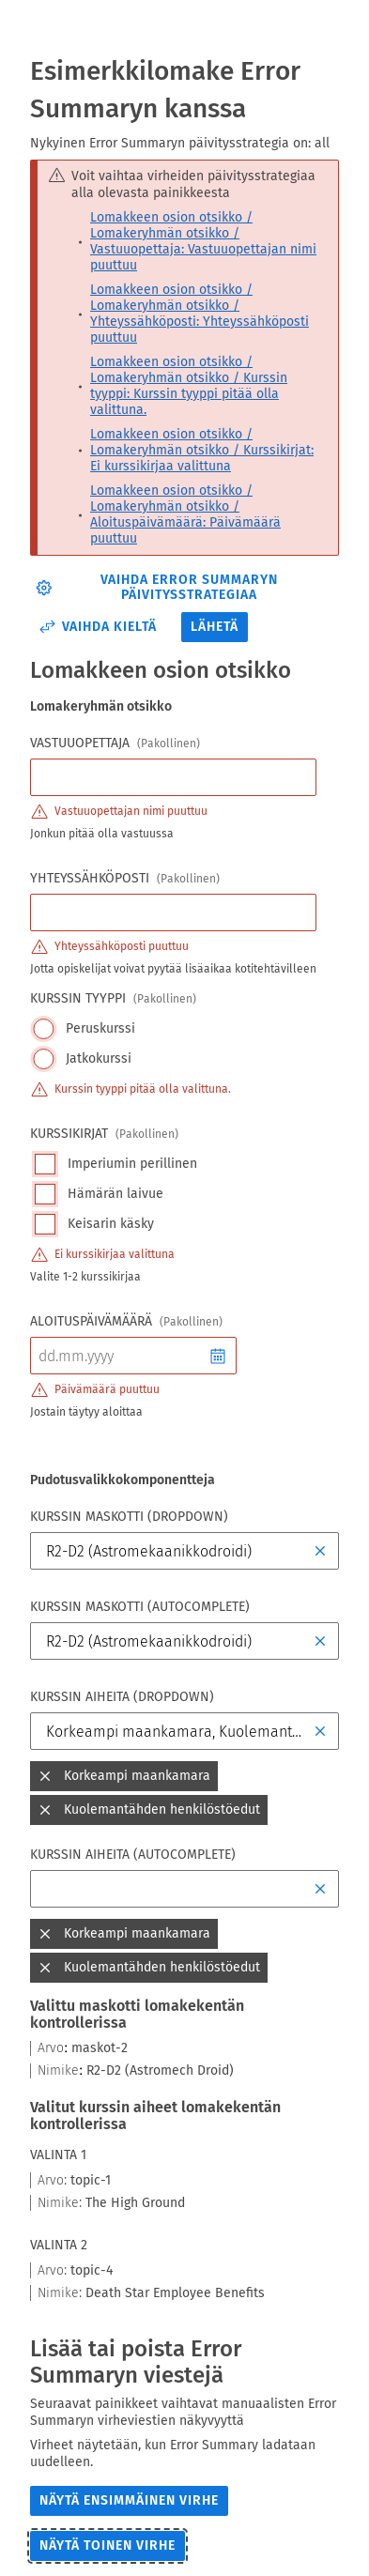 Esimerkkilomake Error
Summaryn kanssa
Nykyinen Error Summaryn päivitysstrategia on: all
Voit vaihtaa virheiden päivitysstrategiaa
alla olevasta painikkeesta
• Lomakkeen osion otsikko /
Lomakeryhmän otsikko /
Vastuuopettaja: Vastuuopettajan nimi
puuttuu
• Lomakkeen osion otsikko /
Lomakeryhmän otsikko /
Yhteyssähköposti: Yhteyssähköposti
puuttuu
• Lomakkeen osion otsikko /
Lomakeryhmän otsikko / Kurssin
tyyppi: Kurssin tyyppi pitää olla
valittuna.
• Lomakkeen osion otsikko /
Lomakeryhmän otsikko / Kurssikirjat:
Ei kurssikirjaa valittuna
• Lomakkeen osion otsikko /
Lomakeryhmän otsikko /
Aloituspäivämäärä: Päivämäärä
puuttuu
VAIHDA ERROR SUMMARYN
PÄIVITYSSTRATEGIAA
VAIHDA KIELTÄ LÄHETÄ
Lomakkeen osion otsikko
Lomakeryhmän otsikko
VASTUUOPETTAJA (Pakollinen)
Vastuuopettajan nimi puuttuu
Jonkun pitää olla vastuussa
YHTEYSSÄHKÖPOSTI (Pakollinen)
Yhteyssähköposti puuttuu
Jotta opiskelijat voivat pyytää lisäaikaa kotitehtävilleen
KURSSIN TYYPPI (Pakollinen)
Peruskurssi
Jatkokurssi
Kurssin tyyppi pitää olla valittuna.
KURSSIKIRJAT (Pakollinen)
Imperiumin perillinen
Hämärän laivue
Keisarin käsky
Ei kurssikirjaa valittuna
Valite 1-2 kurssikirjaa
ALOITUSPÄIVÄMÄÄRÄ (Pakollinen)
dd.mm.yyyy
Päivämäärä puuttuu
Jostain täytyy aloittaa
Pudotusvalikkokomponentteja
KURSSIN MASKOTTI (DROPDOWN)
R2-D2 (Astromekaanikkodroidi)
KURSSIN MASKOTTI (AUTOCOMPLETE)
R2-D2 (Astromekaanikkodroidi)
KURSSIN AIHEITA (DROPDOWN)
Korkeampi maankamara, Kuolemant...
Korkeampi maankamara
Kuolemantähden henkilöstöedut
KURSSIN AIHEITA (AUTOCOMPLETE)
Korkeampi maankamara
Kuolemantähden henkilöstöedut
Valittu maskotti lomakekentän
kontrollerissa
Arvo: maskot-2
Nimike: R2-D2 (Astromech Droid)
Valitut kurssin aiheet lomakekentän
kontrollerissa
VALINTA 1
Arvo: topic-1
Nimike: The High Ground
VALINTA 2
Arvo: topic-4
Nimike: Death Star Employee Benefits
Lisää tai poista Error
Summaryn viestejä
Seuraavat painikkeet vaihtavat manuaalisten Error
Summaryn virheviestien näkyvyyttä
Virheet näytetään, kun Error Summary ladataan
uudelleen.
NÄYTÄ ENSIMMÄINEN VIRHE
NÄYTÄ TOINEN VIRHE